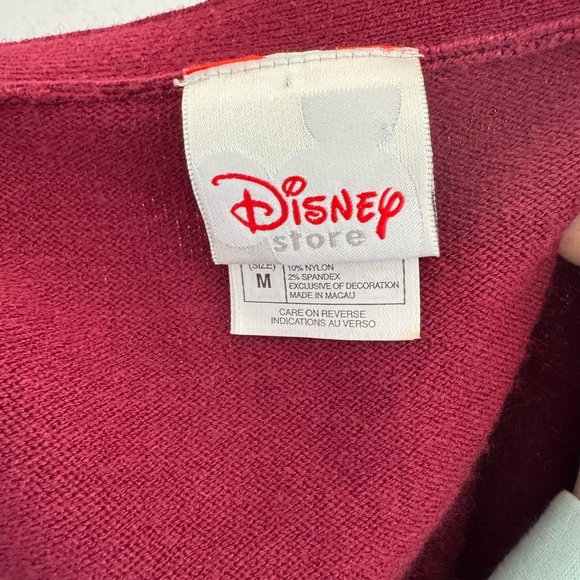 Disney
store
(SIZE)
M
10% NYLON
2% SPANDEX
EXCLUSIVE OF DECORATION
MADE IN MACAU
CARE ON REVERSE
INDICATIONS AU VERSO